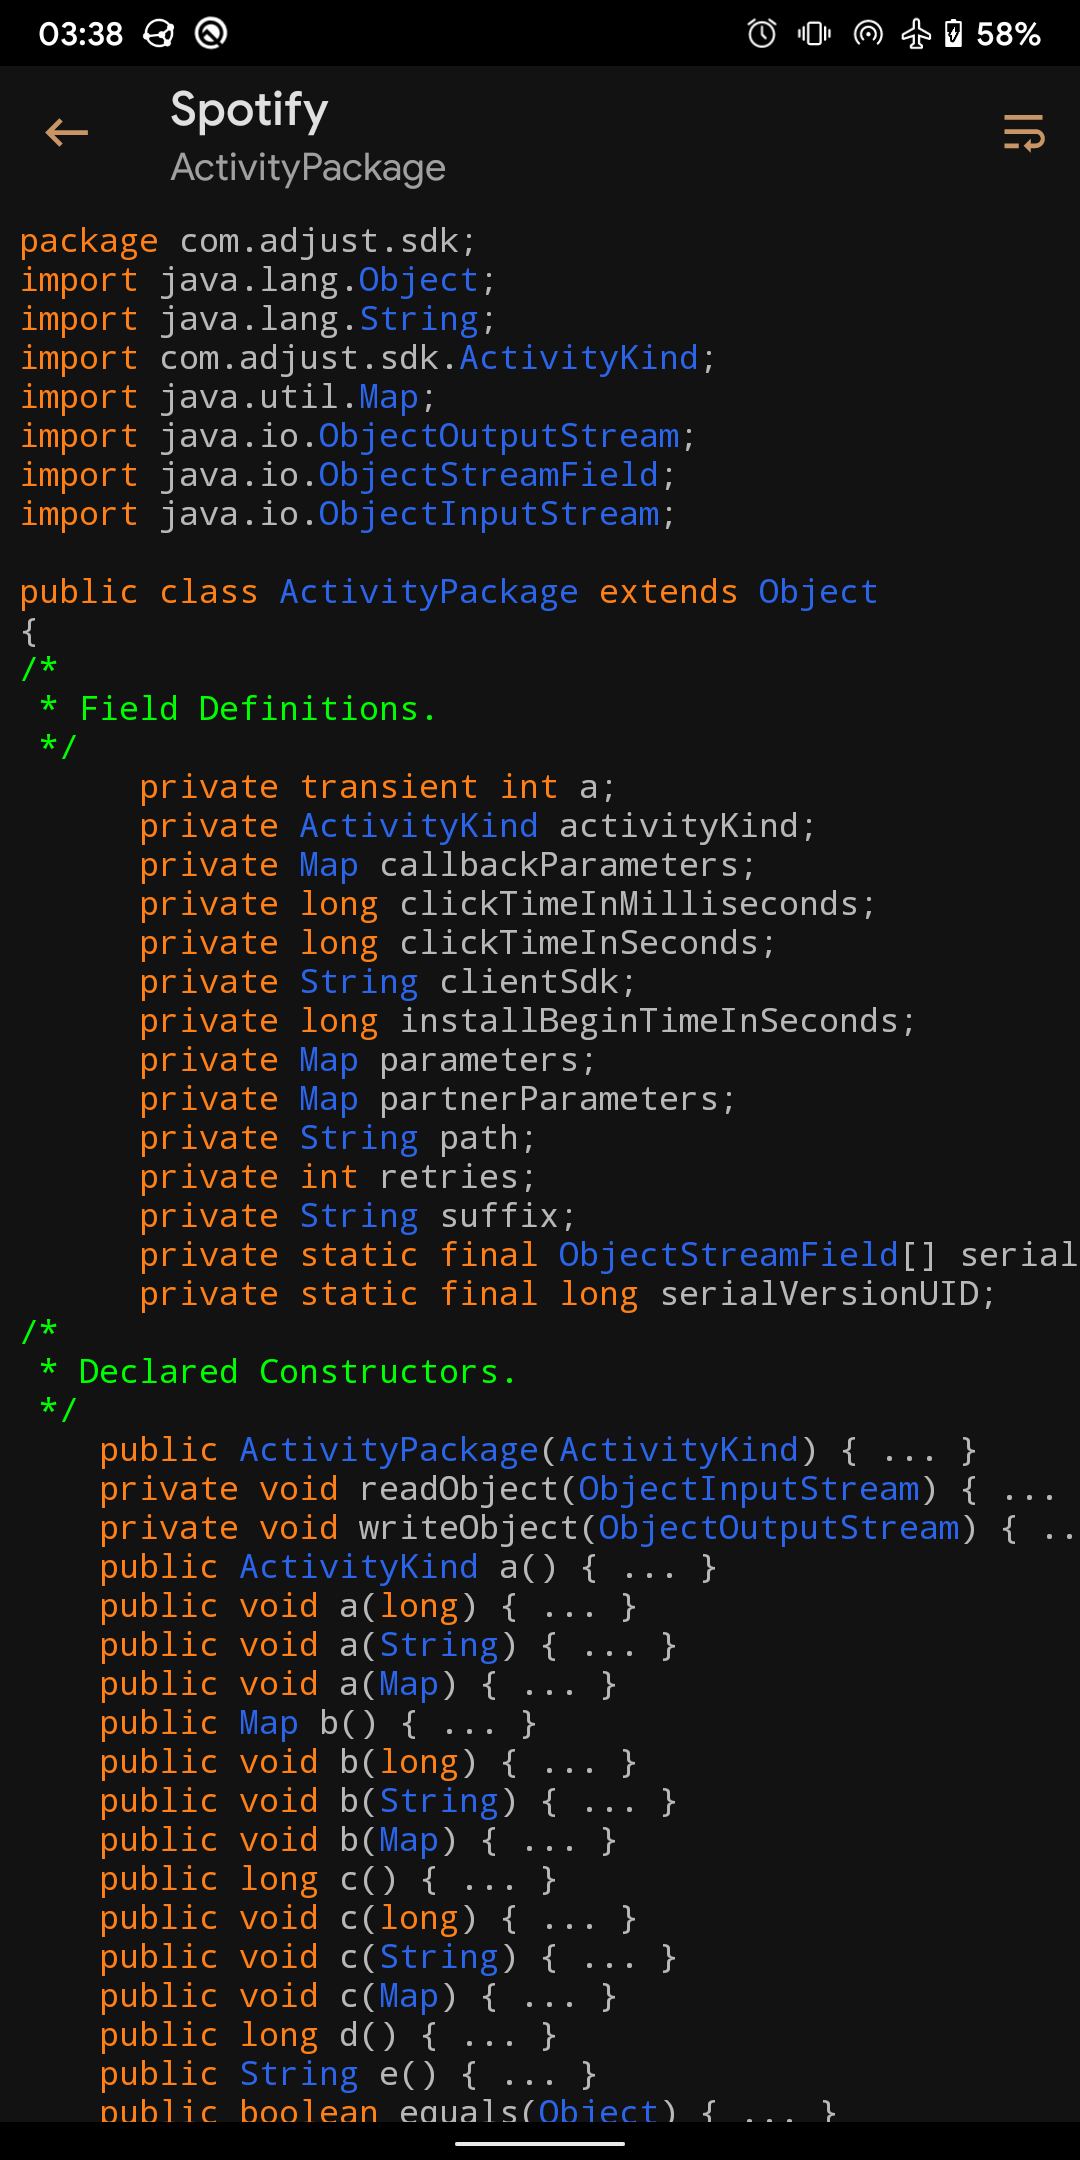 03:38 58%
Spotify
ActivityPackage
package com.adjust.sdk;
import java.lang.Object;
import java.lang.String;
import com.adjust.sdk.ActivityKind;
import java.util.Map;
import java.io.ObjectOutputStream;
import java.io.ObjectStreamField;
import java.io.ObjectInputStream;
public class ActivityPackage extends Object
{
/*
* Field Definitions.
*/
private transient int a;
private ActivityKind activityKind;
private Map callbackParameters;
private long clickTimeInMilliseconds;
private long clickTimeInSeconds;
private String clientSdk;
private long installBeginTimeInSeconds;
private Map parameters;
private Map partnerParameters;
private String path;
private int retries;
private String suffix;
private static final ObjectStreamField[] serial
private static final long serialVersionUID;
/*
* Declared Constructors.
*/
public ActivityPackage(ActivityKind) { ... }
private void readObject(ObjectInputStream) { ...
private void writeObject(ObjectOutputStream) { ..
public ActivityKind a() { ... }
public void a(long) { ... }
public void a(String) { ... }
public void a(Map) { ... }
public Map b() { ... }
public void b(long) { ... }
public void b(String) { ... }
public void b(Map) { ... }
public long c() { ... }
public void c(long) { ... }
public void c(String) { ... }
public void c(Map) { ... }
public long d() { ... }
public String e() { ... }
public boolean equals(Object) { ... }